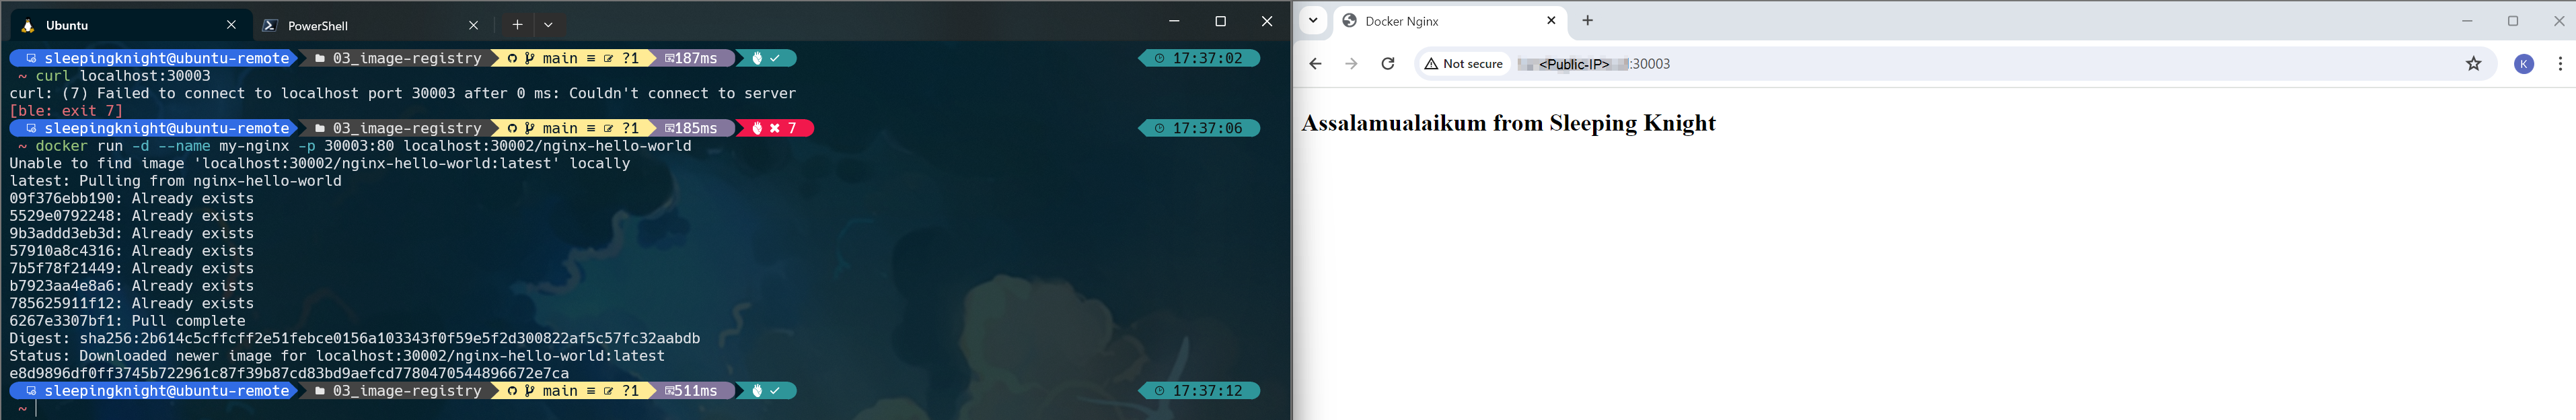 Ubuntu
PowerShell
sleepingknight@ubuntu-remote 03_image-registry main ≡ ?1 187ms ✓ 17:37:02
~ curl localhost:30003
curl: (7) Failed to connect to localhost port 30003 after 0 ms: Couldn't connect to server
[ble: exit 7]
sleepingknight@ubuntu-remote 03_image-registry main ≡ ?1 185ms ✖ 7 17:37:06
~ docker run -d --name my-nginx -p 30003:80 localhost:30002/nginx-hello-world
Unable to find image 'localhost:30002/nginx-hello-world:latest' locally
latest: Pulling from nginx-hello-world
09f376ebb190: Already exists
5529e0792248: Already exists
9b3addd3eb3d: Already exists
57910a8c4316: Already exists
7b5f78f21449: Already exists
b7923aa4e8a6: Already exists
785625911f12: Already exists
6267e3307bf1: Pull complete
Digest: sha256:2b614c5cffcff2e51febce0156a103343f0f59e5f2d300822af5c57fc32aabdb
Status: Downloaded newer image for localhost:30002/nginx-hello-world:latest
e8d9896df0ff3745b722961c87f39b87cd83bd9aefcd7780470544896672e7ca
sleepingknight@ubuntu-remote 03_image-registry main ≡ ?1 511ms ✓ 17:37:12
~
Docker Nginx
Not secure <Public-IP>:30003
K
Assalamualaikum from Sleeping Knight